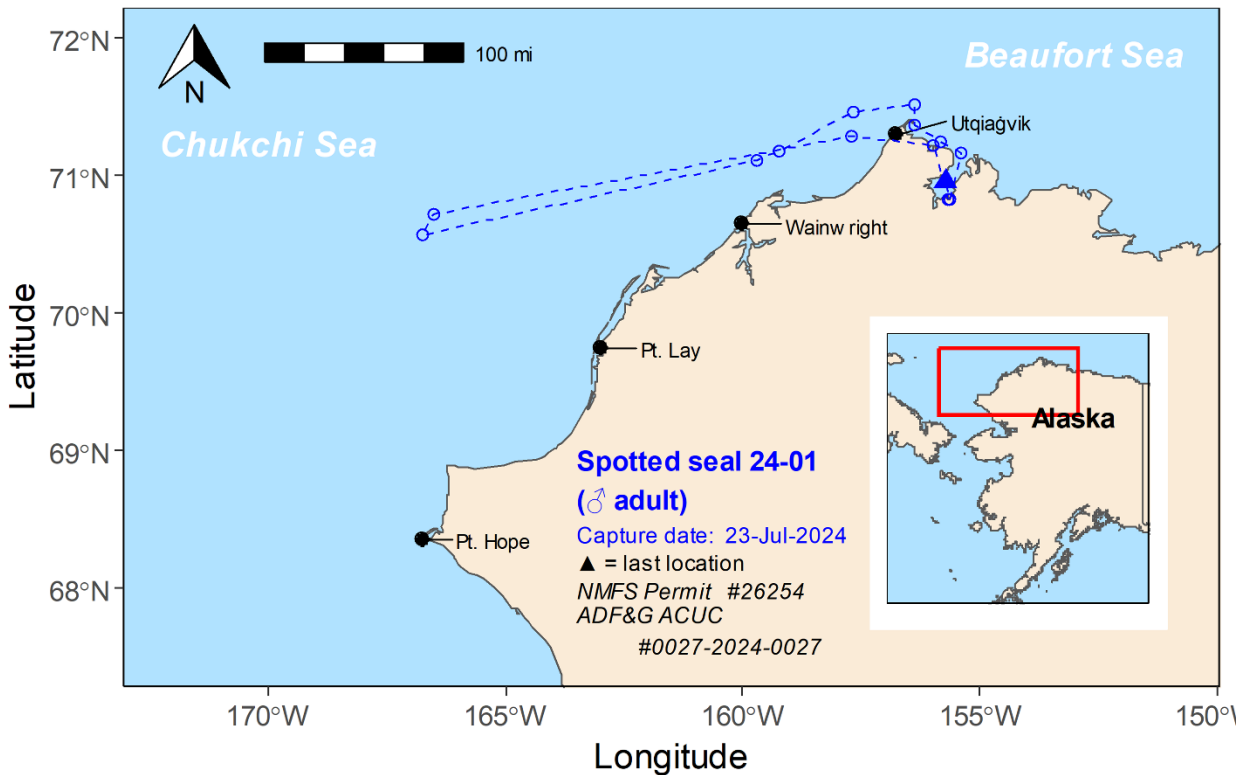 72°N
71°N
70°N
69°N
68°N
Latitude
N
100 mi
Beaufort Sea
Chukchi Sea
Utqiaġvik
Wainw right
Pt. Lay
Pt. Hope
Spotted seal 24-01
(♂ adult)
Capture date: 23-Jul-2024
▲ = last location
NMFS Permit #26254
ADF&G ACUC
#0027-2024-0027
Alaska
170°W
165°W
160°W
155°W
150°W
Longitude